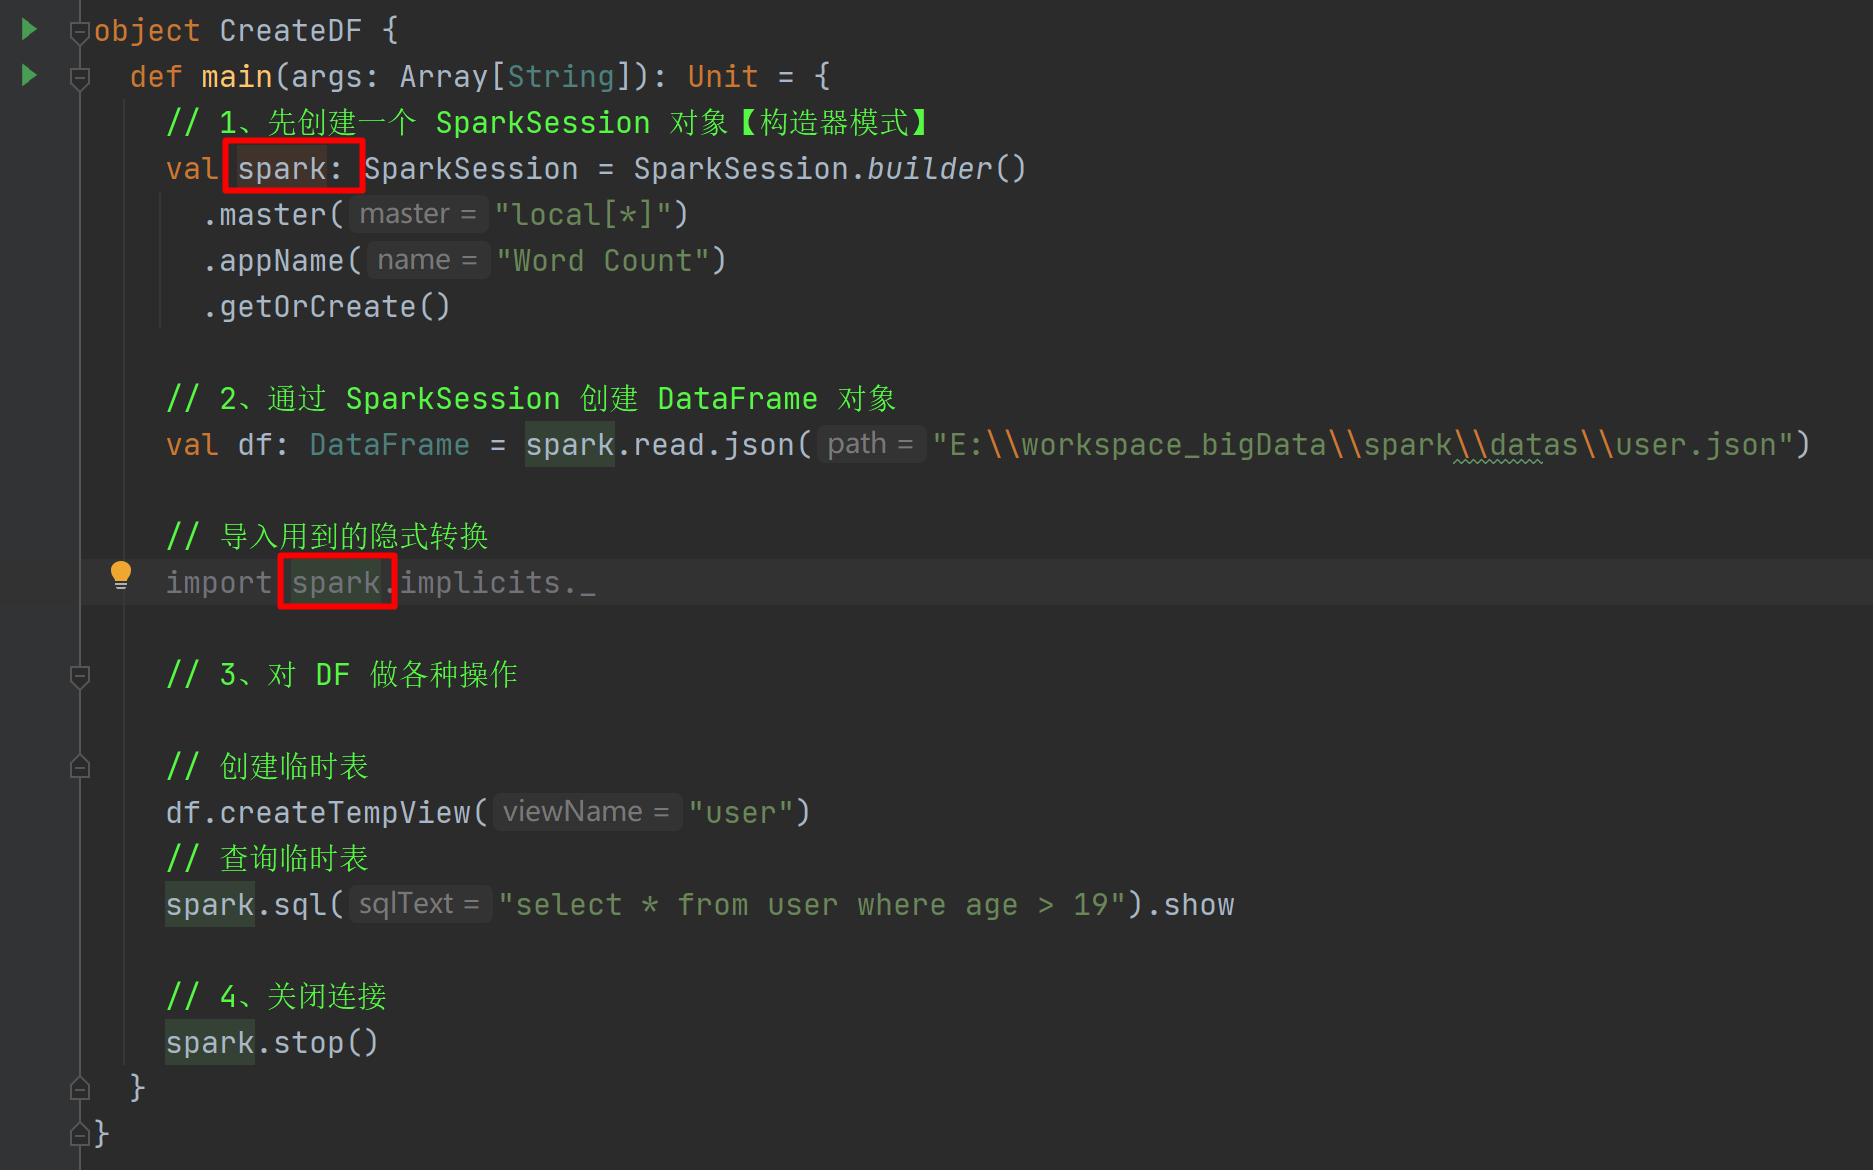 object CreateDF {
def main(args: Array[String]): Unit = {
// 1、先创建一个 SparkSession 对象【构造器模式】
val spark: SparkSession = SparkSession.builder()
.master( master = "local[*]")
.appName( name = "Word Count")
.getOrCreate()
// 2、通过 SparkSession 创建 DataFrame 对象
val df: DataFrame = spark.read.json( path = "E:\\workspace_bigData\\spark\\datas\\user.json")
// 导入用到的隐式转换
import spark.implicits._
// 3、对 DF 做各种操作
// 创建临时表
df.createTempView( viewName = "user")
// 查询临时表
spark.sql( sqlText = "select * from user where age > 19").show
// 4、关闭连接
spark.stop()
}
}